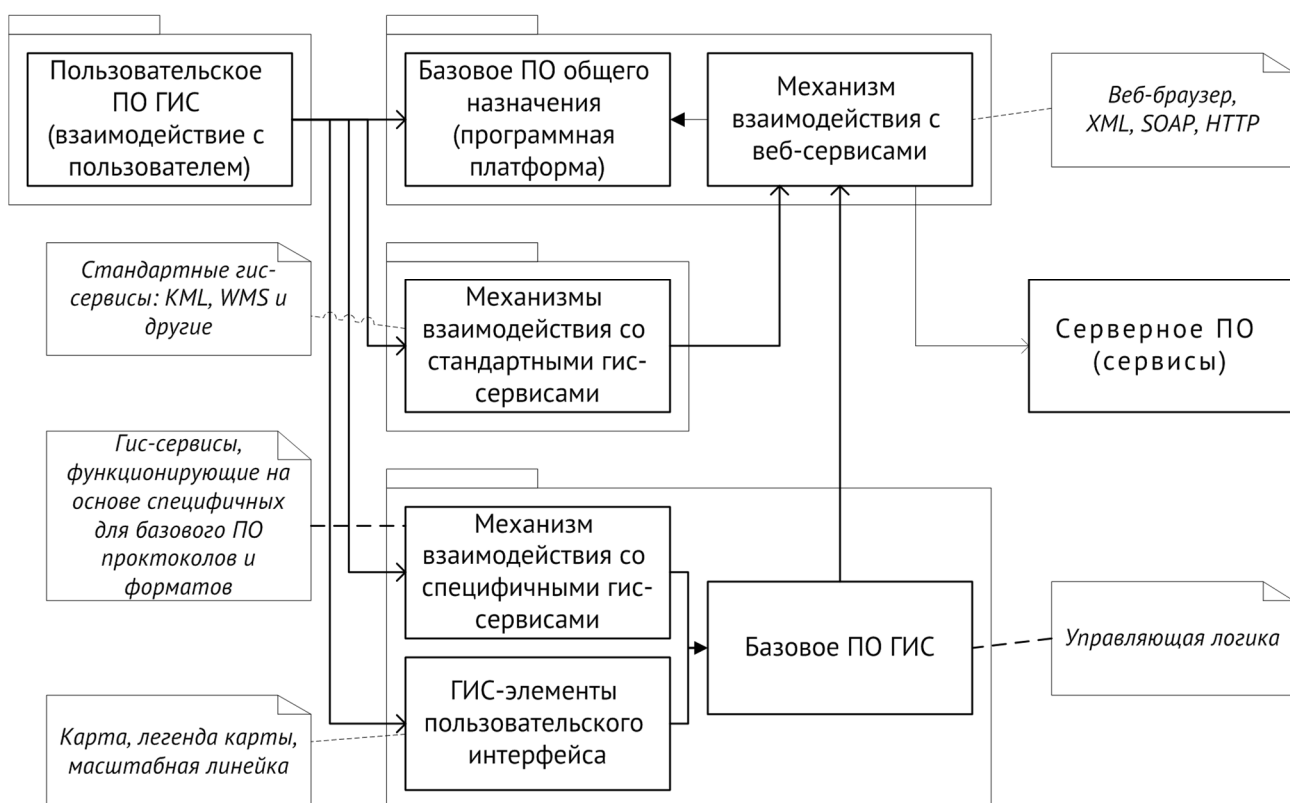 Пользовательское
ПО ГИС
(взаимодействие с
пользователем)
Базовое ПО общего
назначения
(программная
платформа)
Механизм
взаимодействия с
веб-сервисами
Веб-браузер,
XML, SOAP, HTTP
Стандартные гис-
сервисы: KML, WMS и
другие
Механизмы
взаимодействия со
стандартными гис-
сервисами
Серверное ПО
(сервисы)
Гис-сервисы,
функционирующие на
основе специфичных
для базового ПО
проктоколов и
форматов
Механизм
взаимодействия со
специфичными гис-
сервисами
Базовое ПО ГИС
Управляющая логика
ГИС-элементы
пользовательского
интерфейса
Карта, легенда карты,
масштабная линейка